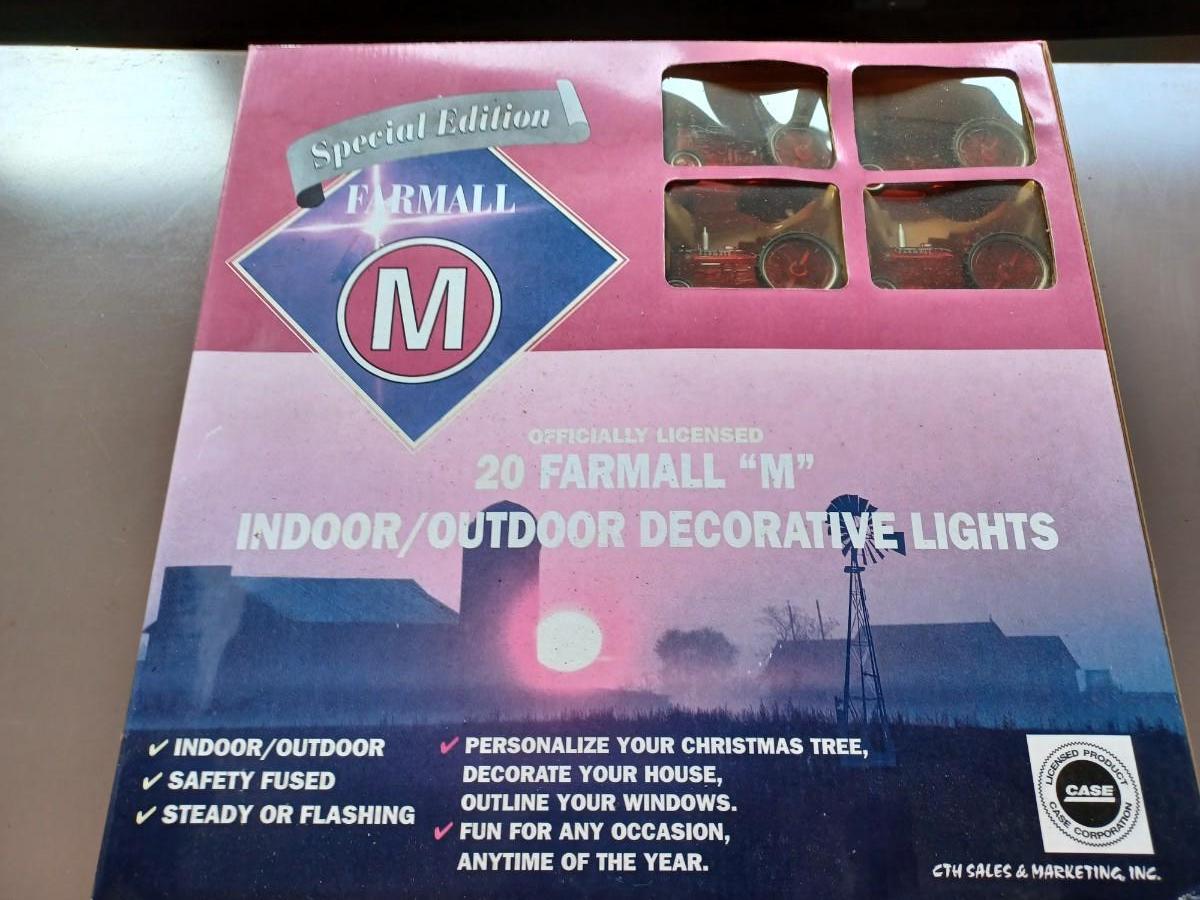 Special Edition
FARMALL
M
OFFICIALLY LICENSED
20 FARMALL "M"
INDOOR/OUTDOOR DECORATIVE LIGHTS
✓ INDOOR/OUTDOOR
✓ SAFETY FUSED
✓ STEADY OR FLASHING
✓ PERSONALIZE YOUR CHRISTMAS TREE,
DECORATE YOUR HOUSE,
OUTLINE YOUR WINDOWS.
✓ FUN FOR ANY OCCASION,
ANYTIME OF THE YEAR.
LICENSED PRODUCT
CASE
CASE CORPORATION
CTH SALES & MARKETING, INC.